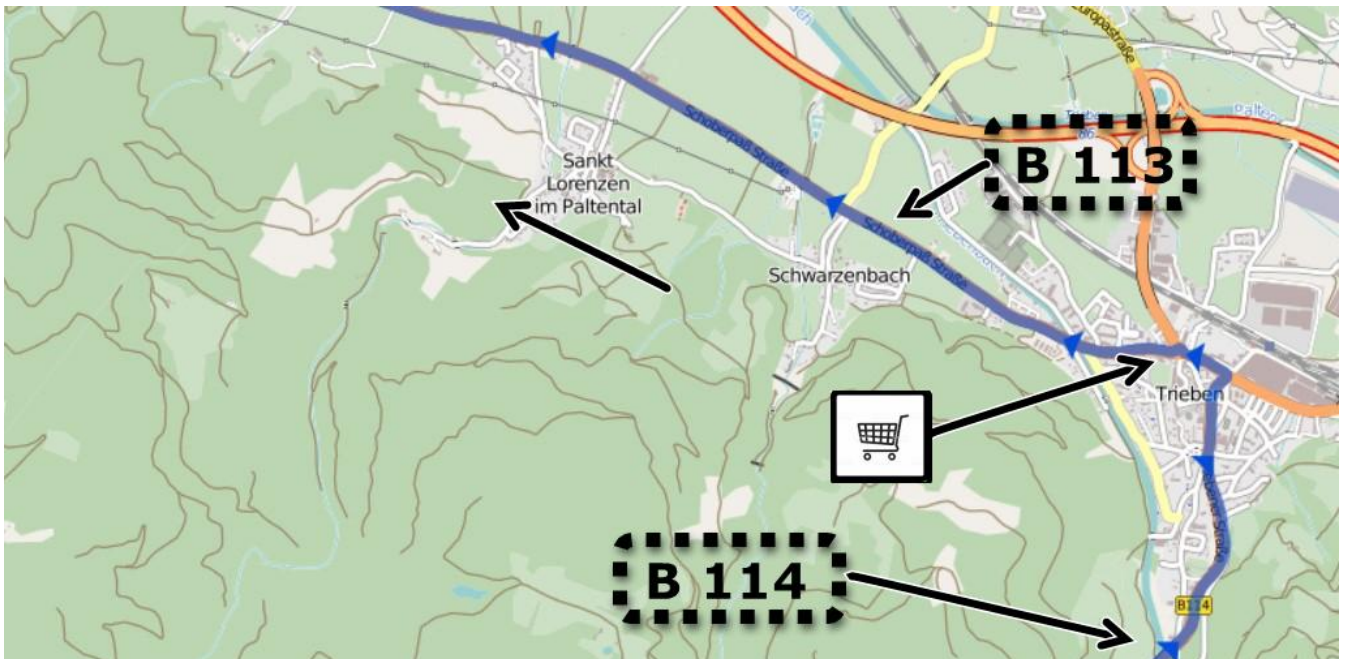 Europastraße
B 113
Schoberpaß Straße
Sankt
Lorenzen
im Paltental
Schoberpaß Straße
Schwarzenbach
Trieben
B 114
B114